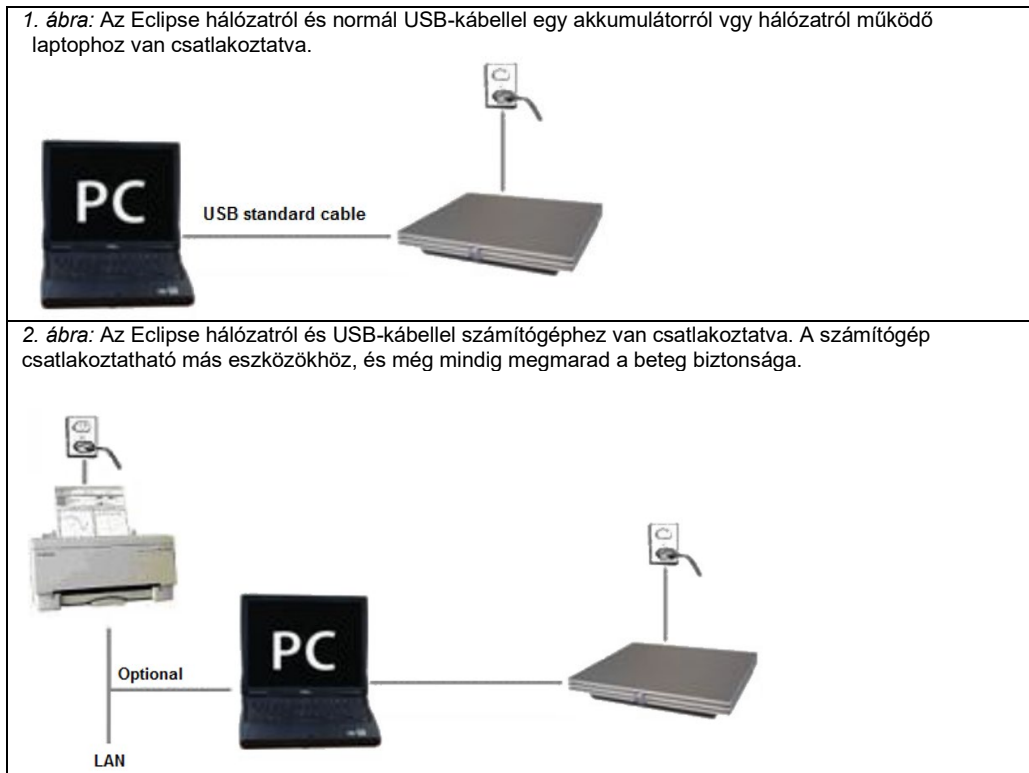 1. ábra: Az Eclipse hálózatról és normál USB-kábellel egy akkumulátorról vgy hálózatról működő
laptophoz van csatlakoztatva.
PC
USB standard cable
2. ábra: Az Eclipse hálózatról és USB-kábellel számítógéphez van csatlakoztatva. A számítógép
csatlakoztatható más eszközökhöz, és még mindig megmarad a beteg biztonsága.
Optional
PC
LAN